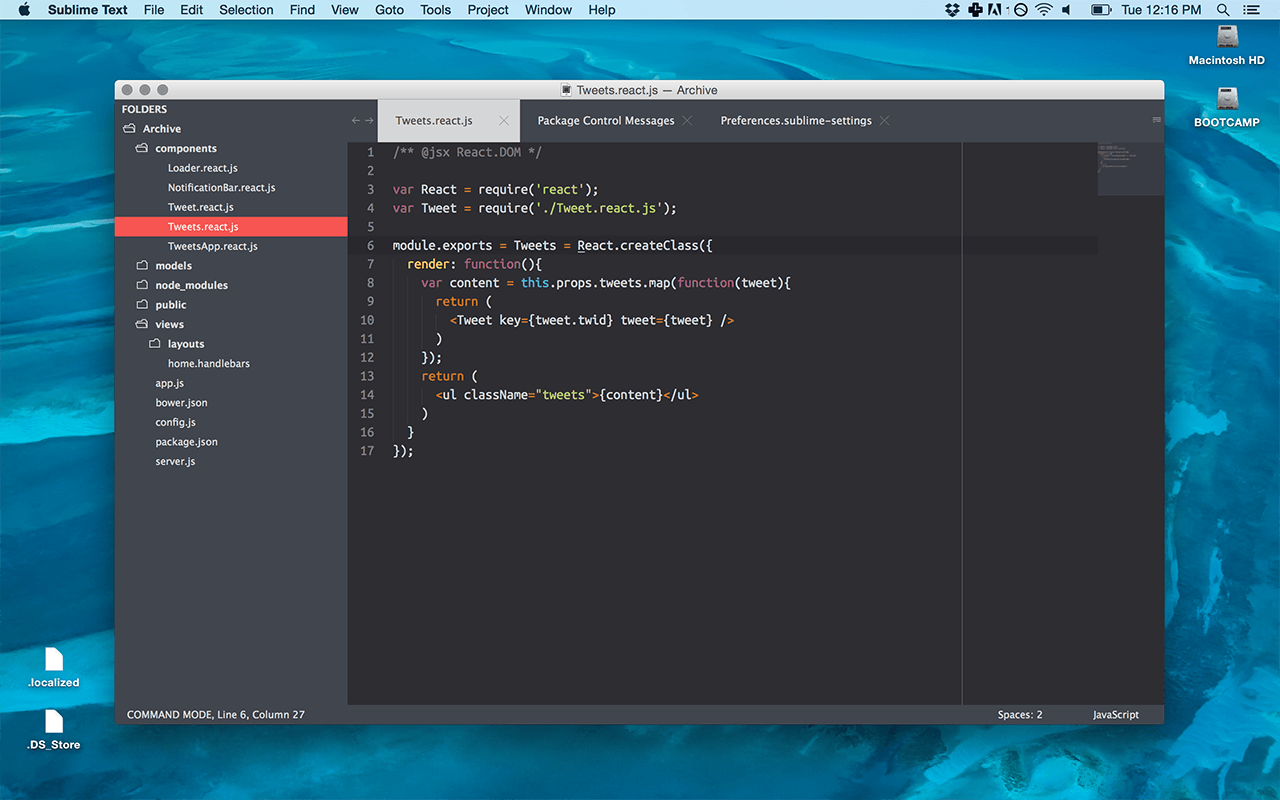 Sublime Text File Edit Selection Find View Goto Tools Project Window Help Tue 12:16 PM
Macintosh HD
BOOTCAMP
Tweets.react.js — Archive
FOLDERS
Archive
components
Loader.react.js
NotificationBar.react.js
Tweet.react.js
Tweets.react.js
TweetsApp.react.js
models
node_modules
public
views
layouts
home.handlebars
app.js
bower.json
config.js
package.json
server.js
Tweets.react.js Package Control Messages Preferences.sublime-settings
1 /** @jsx React.DOM */
2
3 var React = require('react');
4 var Tweet = require('./Tweet.react.js');
5
6 module.exports = Tweets = React.createClass({
7 render: function(){
8 var content = this.props.tweets.map(function(tweet){
9 return (
10 <Tweet key={tweet.twid} tweet={tweet} />
11 )
12 });
13 return (
14 <ul className="tweets">{content}</ul>
15 )
16 }
17 });
COMMAND MODE, Line 6, Column 27 Spaces: 2 JavaScript
.localized
.DS_Store